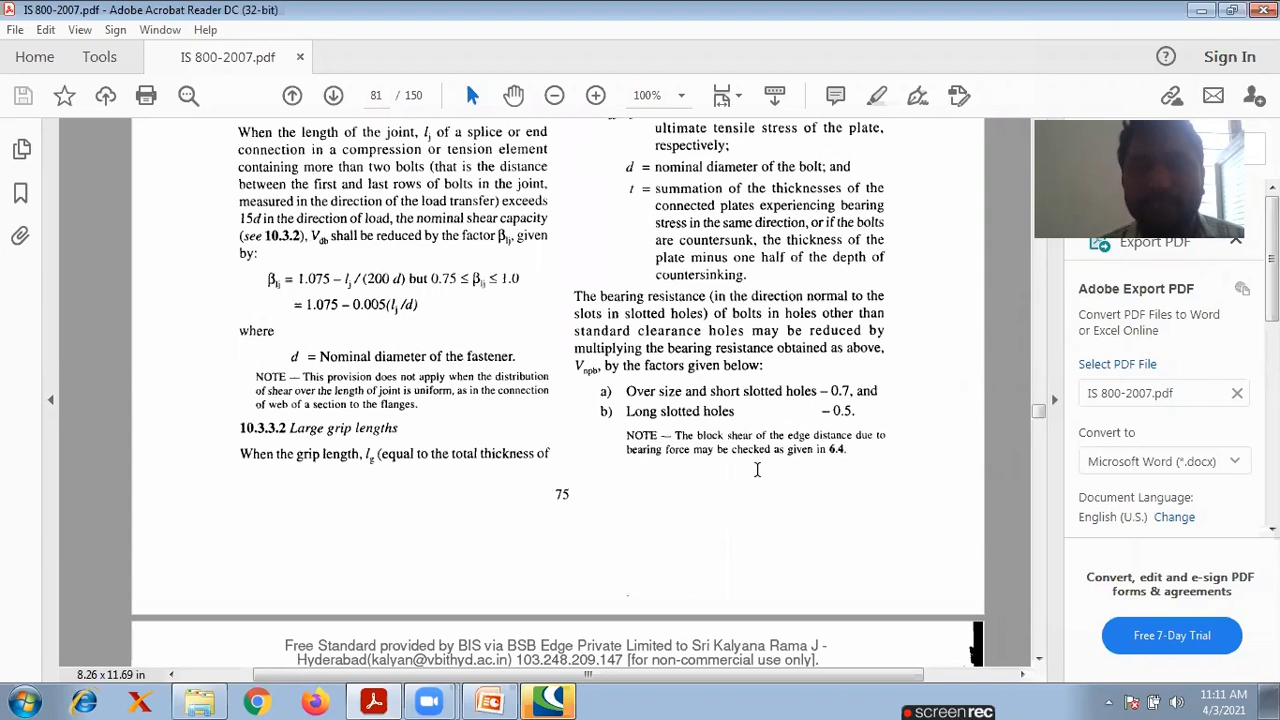 IS 800-2007.pdf - Adobe Acrobat Reader DC (32-bit)
File Edit View Sign Window Help
Home Tools IS 800-2007.pdf × Sign In
81 / 150 100%
When the length of the joint, lj of a splice or end
connection in a compression or tension element
containing more than two bolts (that is the distance
between the first and last rows of bolts in the joint,
measured in the direction of the load transfer) exceeds
15d in the direction of load, the nominal shear capacity
(see 10.3.2), Vdb shall be reduced by the factor βlj, given
by:
βlj = 1.075 – lj / (200 d) but 0.75 ≤ βlj ≤ 1.0
= 1.075 – 0.005(lj /d)
where
d = Nominal diameter of the fastener.
NOTE — This provision does not apply when the distribution
of shear over the length of joint is uniform, as in the connection
of web of a section to the flanges.
10.3.3.2 Large grip lengths
When the grip length, lg (equal to the total thickness of
ultimate tensile stress of the plate,
respectively;
d = nominal diameter of the bolt; and
t = summation of the thicknesses of the
connected plates experiencing bearing
stress in the same direction, or if the bolts
are countersunk, the thickness of the
plate minus one half of the depth of
countersinking.
The bearing resistance (in the direction normal to the
slots in slotted holes) of bolts in holes other than
standard clearance holes may be reduced by
multiplying the bearing resistance obtained as above,
Vnpb, by the factors given below:
a) Over size and short slotted holes – 0.7, and
b) Long slotted holes – 0.5.
NOTE — The block shear of the edge distance due to
bearing force may be checked as given in 6.4.
75
Free Standard provided by BIS via BSB Edge Private Limited to Sri Kalyana Rama J -
Hyderabad(kalyan@vbithyd.ac.in) 103.248.209.147 [for non-commercial use only].
8.26 x 11.69 in
Export PDF
Adobe Export PDF
Convert PDF Files to Word
or Excel Online
Select PDF File
IS 800-2007.pdf
Convert to
Microsoft Word (*.docx)
Document Language:
English (U.S.) Change
Convert, edit and e-sign PDF
forms & agreements
Free 7-Day Trial
11:11 AM
4/3/2021
screenrec